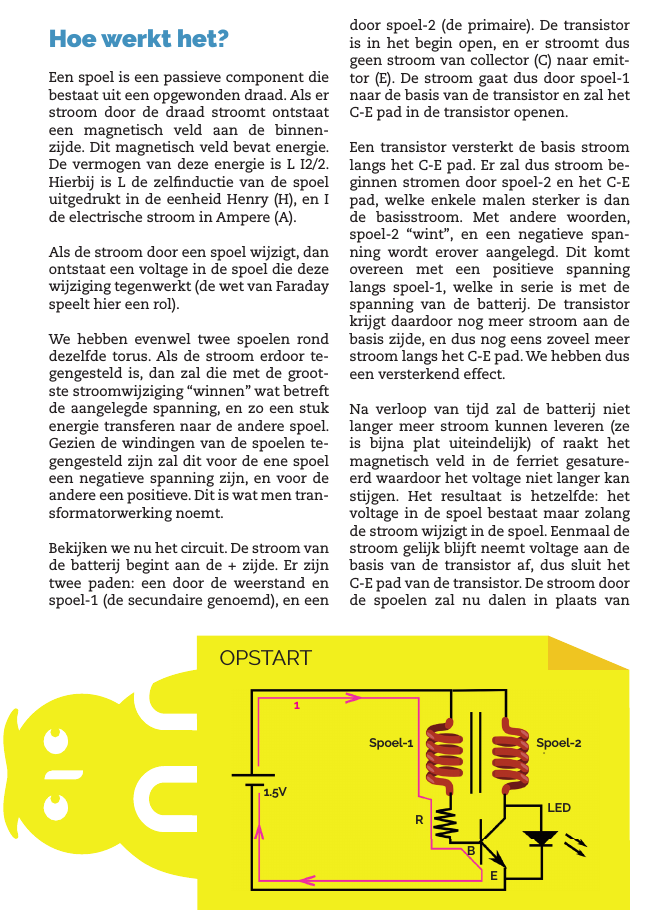 Hoe werkt het?
Een spoel is een passieve component die
bestaat uit een opgewonden draad. Als er
stroom door de draad stroomt ontstaat
een magnetisch veld aan de binnen-
zijde. Dit magnetisch veld bevat energie.
De vermogen van deze energie is L I2/2.
Hierbij is L de zelfinductie van de spoel
uitgedrukt in de eenheid Henry (H), en I
de electrische stroom in Ampere (A).
Als de stroom door een spoel wijzigt, dan
ontstaat een voltage in de spoel die deze
wijziging tegenwerkt (de wet van Faraday
speelt hier een rol).
We hebben evenwel twee spoelen rond
dezelfde torus. Als de stroom erdoor te-
gengesteld is, dan zal die met de groot-
ste stroomwijziging “winnen” wat betreft
de aangelegde spanning, en zo een stuk
energie transferen naar de andere spoel.
Gezien de windingen van de spoelen te-
gengesteld zijn zal dit voor de ene spoel
een negatieve spanning zijn, en voor de
andere een positieve. Dit is wat men tran-
sformatorwerking noemt.
Bekijken we nu het circuit. De stroom van
de batterij begint aan de + zijde. Er zijn
twee paden: een door de weerstand en
spoel-1 (de secundaire genoemd), en een
door spoel-2 (de primaire). De transistor
is in het begin open, en er stroomt dus
geen stroom van collector (C) naar emit-
tor (E). De stroom gaat dus door spoel-1
naar de basis van de transistor en zal het
C-E pad in de transistor openen.
Een transistor versterkt de basis stroom
langs het C-E pad. Er zal dus stroom be-
ginnen stromen door spoel-2 en het C-E
pad, welke enkele malen sterker is dan
de basisstroom. Met andere woorden,
spoel-2 “wint”, en een negatieve span-
ning wordt erover aangelegd. Dit komt
overeen met een positieve spanning
langs spoel-1, welke in serie is met de
spanning van de batterij. De transistor
krijgt daardoor nog meer stroom aan de
basis zijde, en dus nog eens zoveel meer
stroom langs het C-E pad. We hebben dus
een versterkend effect.
Na verloop van tijd zal de batterij niet
langer meer stroom kunnen leveren (ze
is bijna plat uiteindelijk) of raakt het
magnetisch veld in de ferriet gesature-
erd waardoor het voltage niet langer kan
stijgen. Het resultaat is hetzelfde: het
voltage in de spoel bestaat maar zolang
de stroom wijzigt in de spoel. Eenmaal de
stroom gelijk blijft neemt voltage aan de
basis van de transistor af, dus sluit het
C-E pad van de transistor. De stroom door
de spoelen zal nu dalen in plaats van
OPSTART
1
Spoel-1
Spoel-2
1.5V
LED
R
B
E